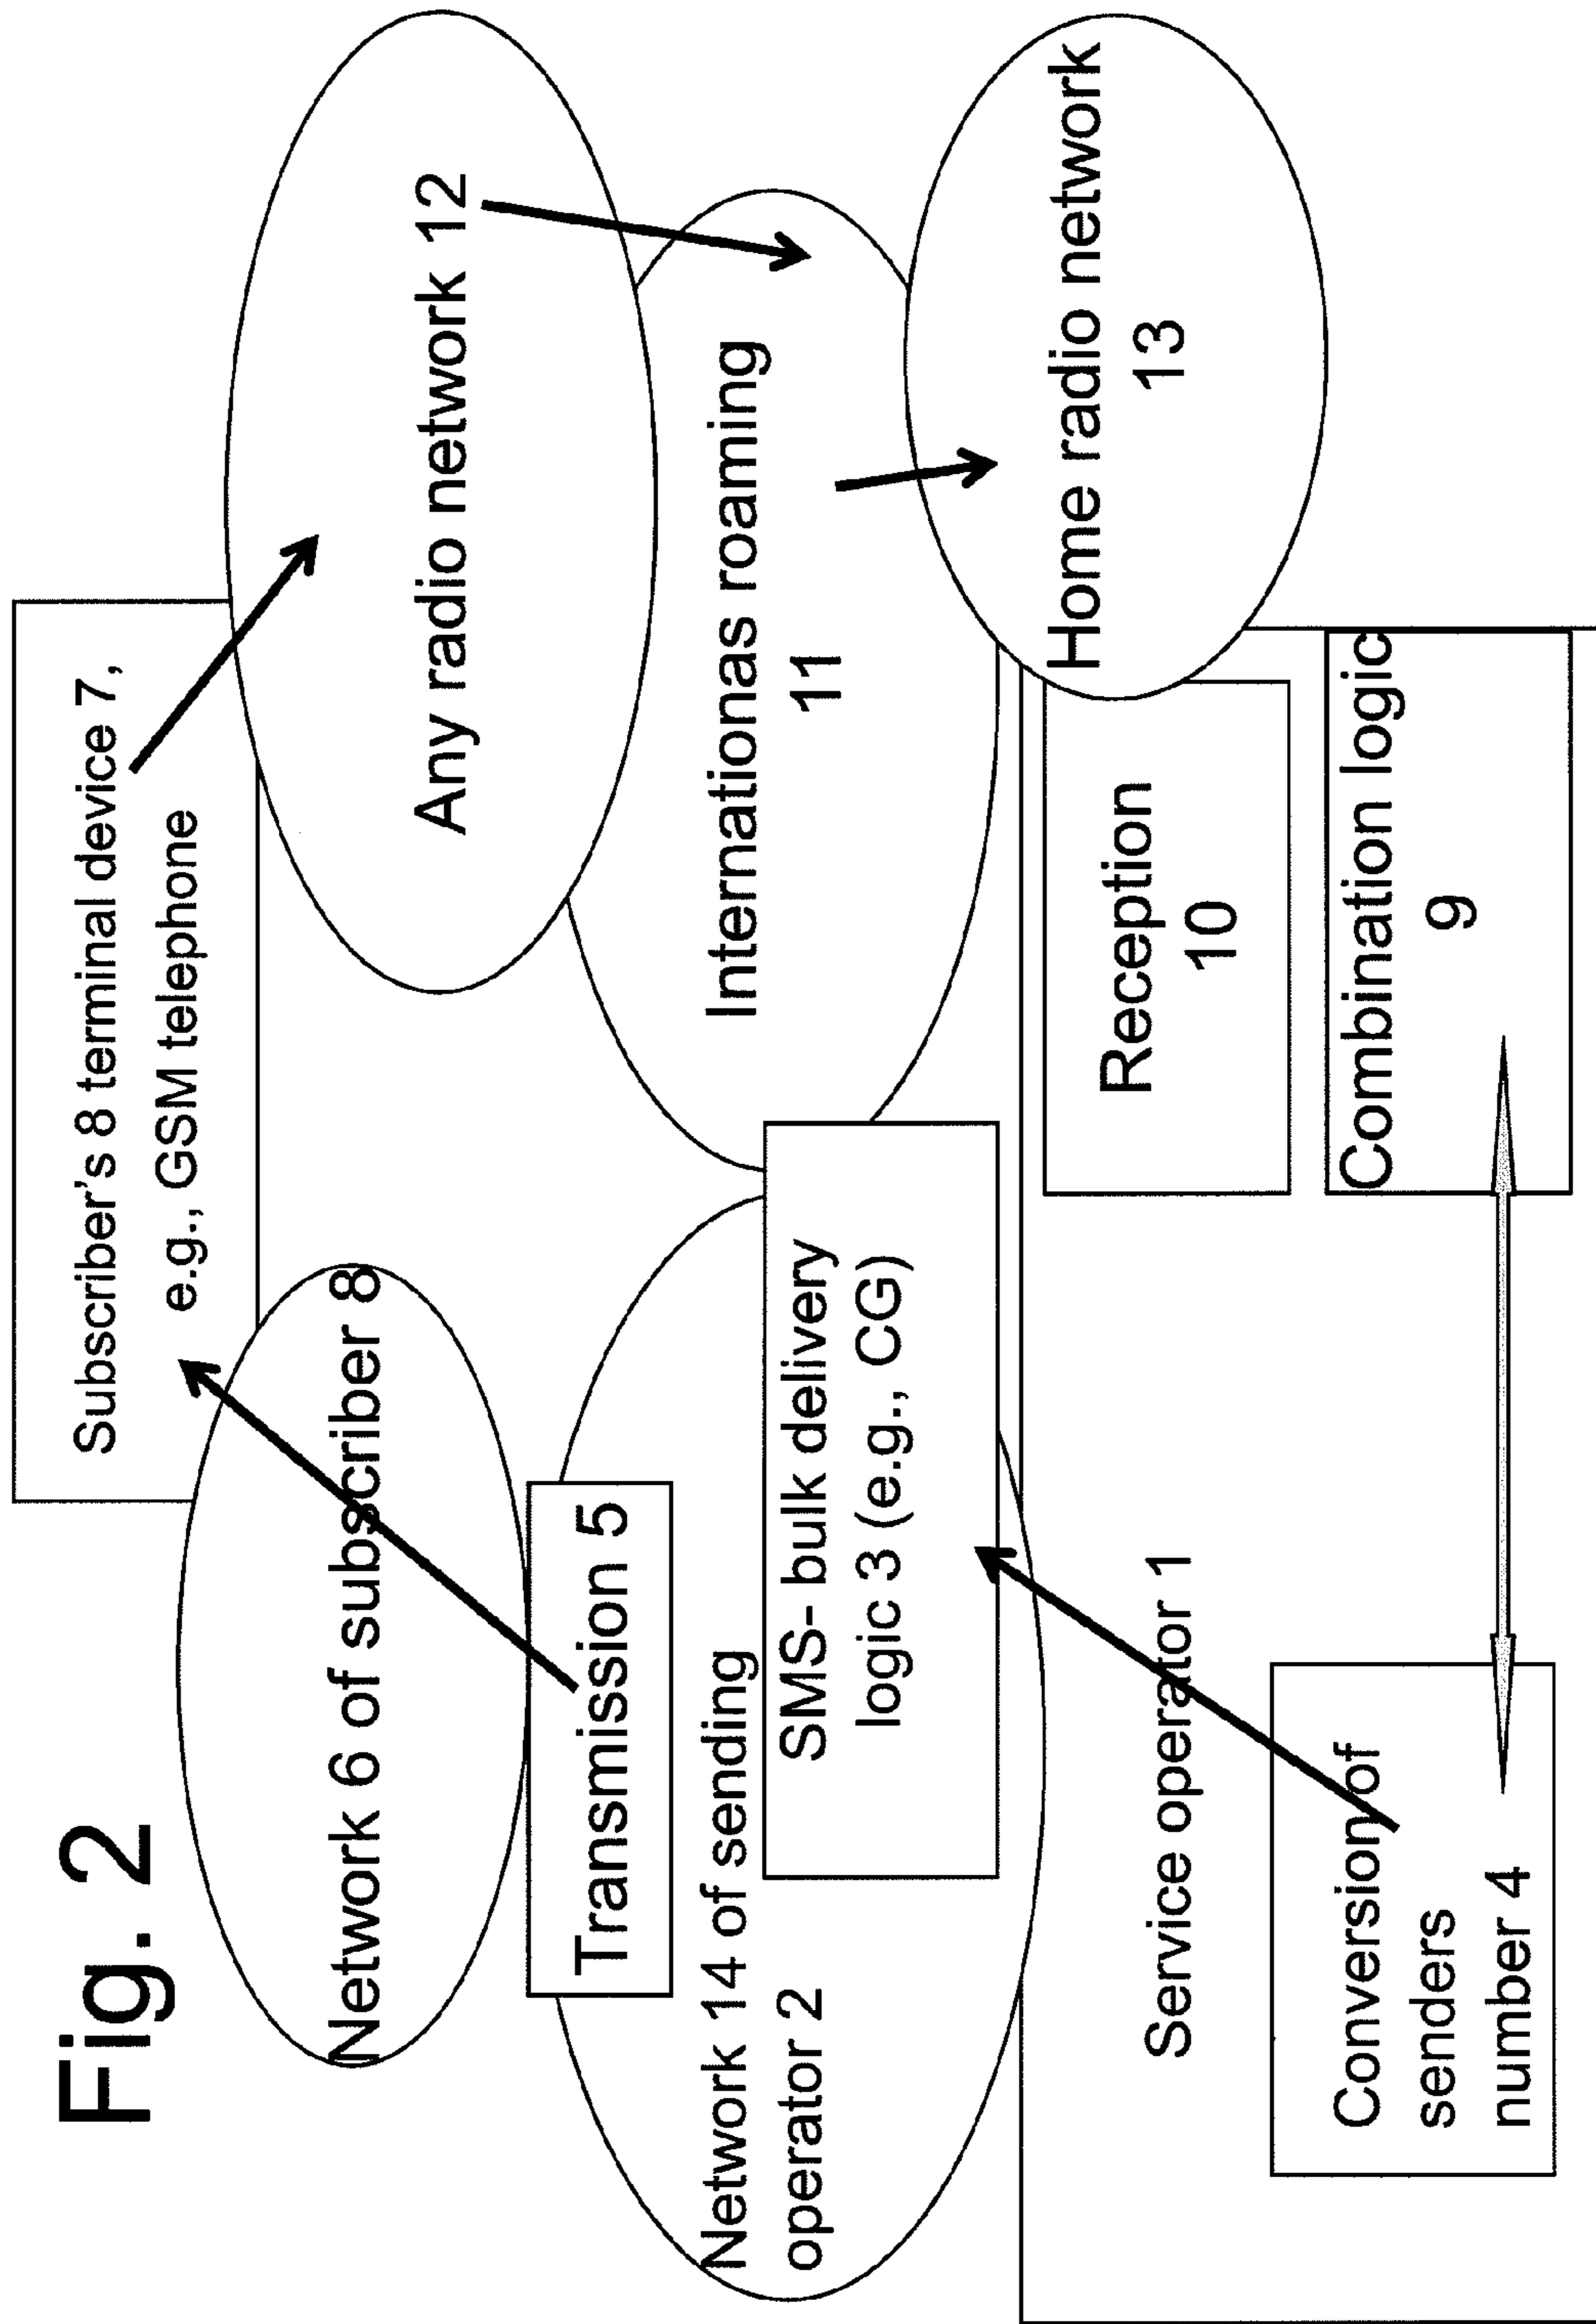 Fig. 2
Subscriber's 8 terminal device 7,
e.g., GSM telephone
Network 6 of subscriber 8
Any radio network 12
Transmission 5
Network 14 of sending
operator 2
SMS- bulk delivery
logic 3 (e.g., CG)
Internationas roaming
11
Home radio network
13
Service operator 1
Reception
10
Conversion of
senders
number 4
Combination logic
9